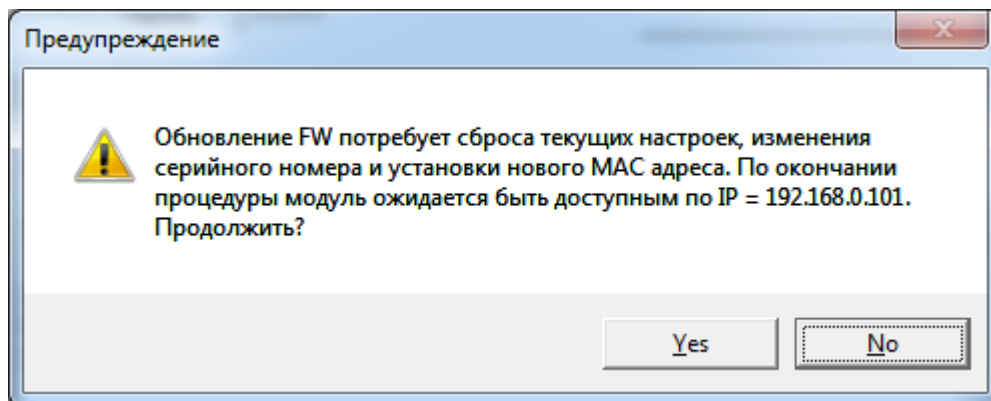 Предупреждение
Обновление FW потребует сброса текущих настроек, изменения
серийного номера и установки нового MAC адреса. По окончании
процедуры модуль ожидается быть доступным по IP = 192.168.0.101.
Продолжить?
Yes
No